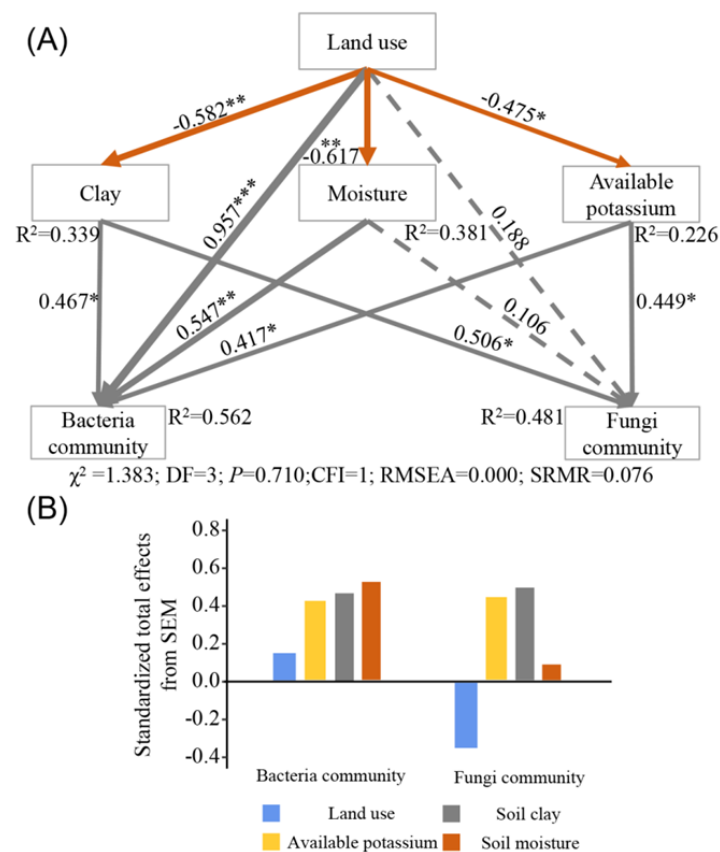 (A)
Land use
-0.582**
-0.475*
**
-0.617
Clay
Moisture
Available
potassium
0.957***
0.188
R²=0.339
R²=0.381
R²=0.226
0.467*
0.547**
0.417*
0.106
0.506*
0.449*
Bacteria
community
R²=0.562
R²=0.481
Fungi
community
χ² =1.383; DF=3; P=0.710;CFI=1; RMSEA=0.000; SRMR=0.076
(B)
Standardized total effects
from SEM
0.8
0.6
0.4
0.2
0.0
-0.2
-0.4
Bacteria community
Fungi community
Land use
Soil clay
Available potassium
Soil moisture